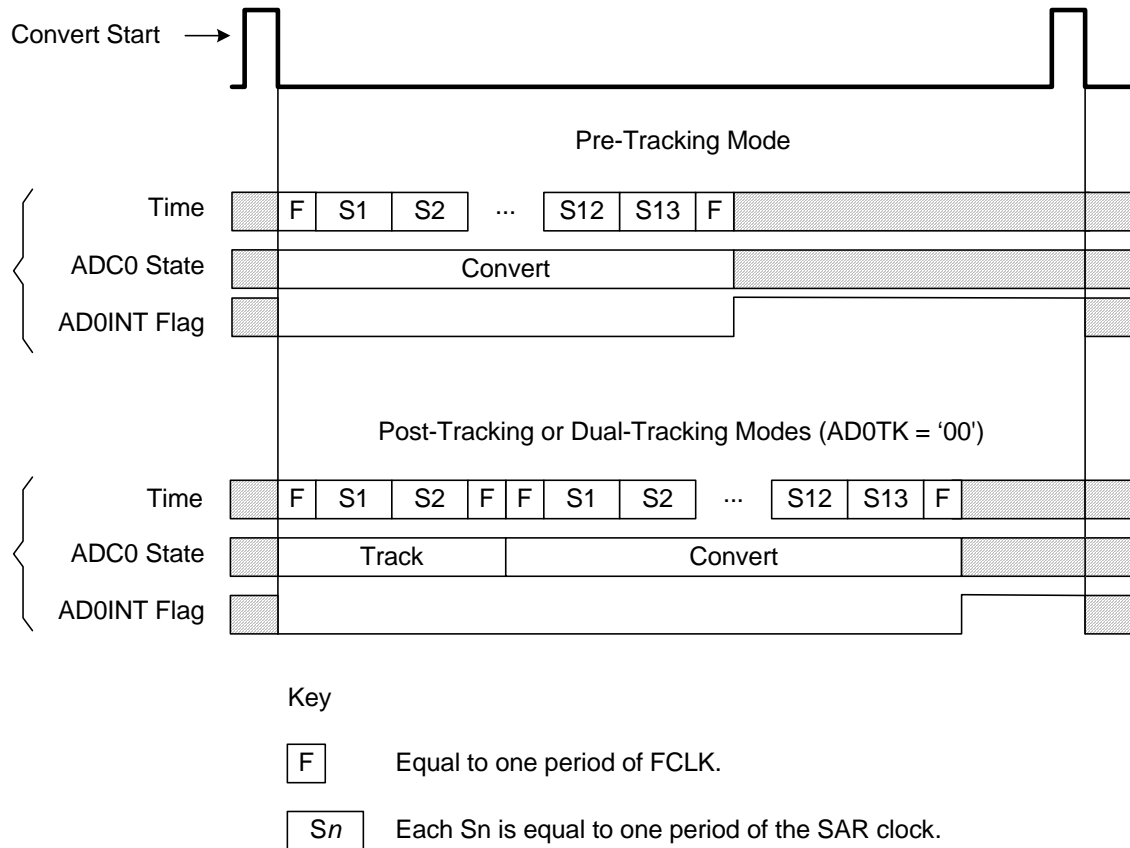 Convert Start
Pre-Tracking Mode
Time F S1 S2 ... S12 S13 F
ADC0 State Convert
AD0INT Flag
Post-Tracking or Dual-Tracking Modes (AD0TK = ‘00')
Time F S1 S2 F F S1 S2 ... S12 S13 F
ADC0 State Track Convert
AD0INT Flag
Key
F Equal to one period of FCLK.
Sn Each Sn is equal to one period of the SAR clock.